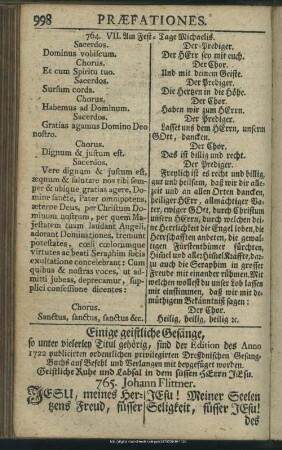 998 PRÆFATIONES.
764. VII. Am Fest-Tage Michaelis.
Sacerdos.
Dominus vobiscum.
Chorus.
Et cum Spiritu tuo.
Sacerdos.
Sursum corda.
Chorus.
Habemus ad Dominum.
Sacerdos.
Gratias agamus Domino Deo
nostro.
Chorus.
Dignum & justum est.
Sacerdos.
Vere dignum & justum est,
æquum & salutare nos tibi sem-
per & ubique gratias agere, Do-
mine sancte, Pater omnipotens,
æterne Deus, per Christum Do-
minum nostrum, per quem Ma-
jestatem tuam laudant Angeli,
adorant Dominationes, tremunt
potestates, cœli cœlorumque
virtutes ac beati Seraphin socia
exultatione concelebrant: Cum
quibus & nostras voces, ut ad-
mitti jubeas, deprecamur, sup-
plici confessione dicentes:
Chorus.
Sanctus, sanctus, sanctus &c.
Der Prediger.
Der HErr sey mit euch.
Der Chor.
Und mit deinem Geiste.
Der Prediger.
Die Hertzen in die Höhe.
Der Chor.
Haben wir zum HErrn.
Der Prediger.
Lasset uns dem HErrn, unsern
GOtt, dancken.
Der Chor.
Das ist billig und recht.
Der Prediger.
Freylich ist es recht und billig,
gut und heilsam, daß wir dir alle-
zeit und an allen Orten dancken,
heiliger HErr, allmächtiger Va-
ter, ewiger GOtt, durch Christum
unsern HErrn, durch welchen dei-
ne Herrlichkeit die Engel loben, die
Herrschafften anbeten, die gewal-
tigen Fürstenthümer fürchten,
Himel und aller Himel Kräffte, dar-
zu auch die Seraphim in grosser
Freude mit einander rühmen. Mit
welchen wollest du unser Lob lassen
mit einstimmen, daß wir mit de-
müthigem Bekäntniß sagen:
Der Chor.
Heilig, heilig, heilig ꝛc.
Einige geistliche Gesänge,
so unter vielerley Titul gehörig, sind der Edition des Anno
1722 publicirten ordentlichen privilegirten Dreßdnischen Gesang-
Buchs auf Befehl und Verlangen mit beygefüget worden.
Geistliche Ruhe und Labsal in dem süssen HErrn JEsu.
765. Johann Flittner.
JESU, meines Her- JEsu! Meiner Seelen
tzens Freud, süsser Seligkeit, süsser JEsu!
des